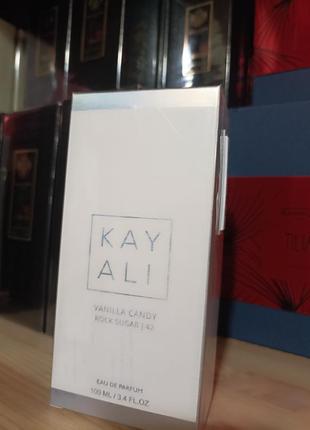 KAY
ALI
VANILLA CANDY
ROCK SUGAR | 42
EAU DE PARFUM
100 ML / 3.4 FL.OZ